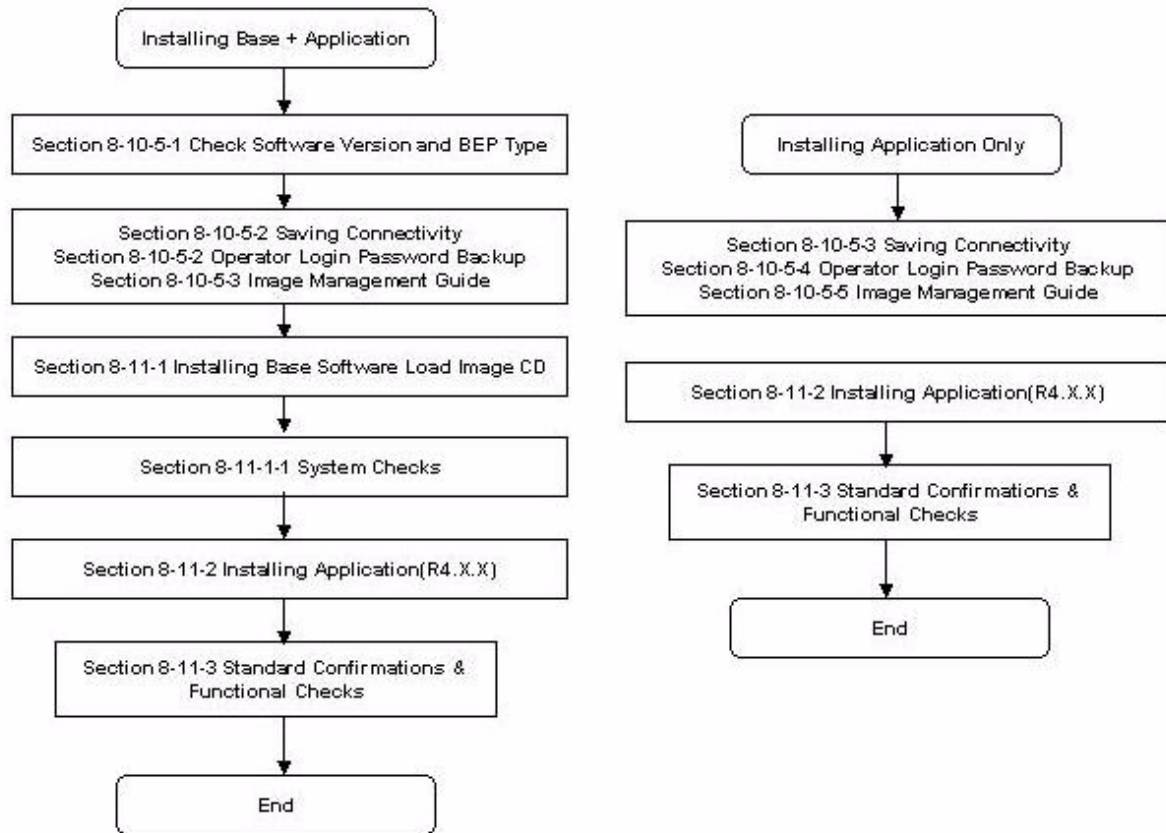 Installing Base + Application
Section 8-10-5-1 Check Software Version and BEP Type
Section 8-10-5-2 Saving Connectivity
Section 8-10-5-2 Operator Login Password Backup
Section 8-10-5-3 Image Management Guide
Section 8-11-1 Installing Base Software Load Image CD
Section 8-11-1-1 System Checks
Section 8-11-2 Installing Application(R4.X.X)
Section 8-11-3 Standard Confirmations &
Functional Checks
End
Installing Application Only
Section 8-10-5-3 Saving Connectivity
Section 8-10-5-4 Operator Login Password Backup
Section 8-10-5-5 Image Management Guide
Section 8-11-2 Installing Application(R4.X.X)
Section 8-11-3 Standard Confirmations &
Functional Checks
End